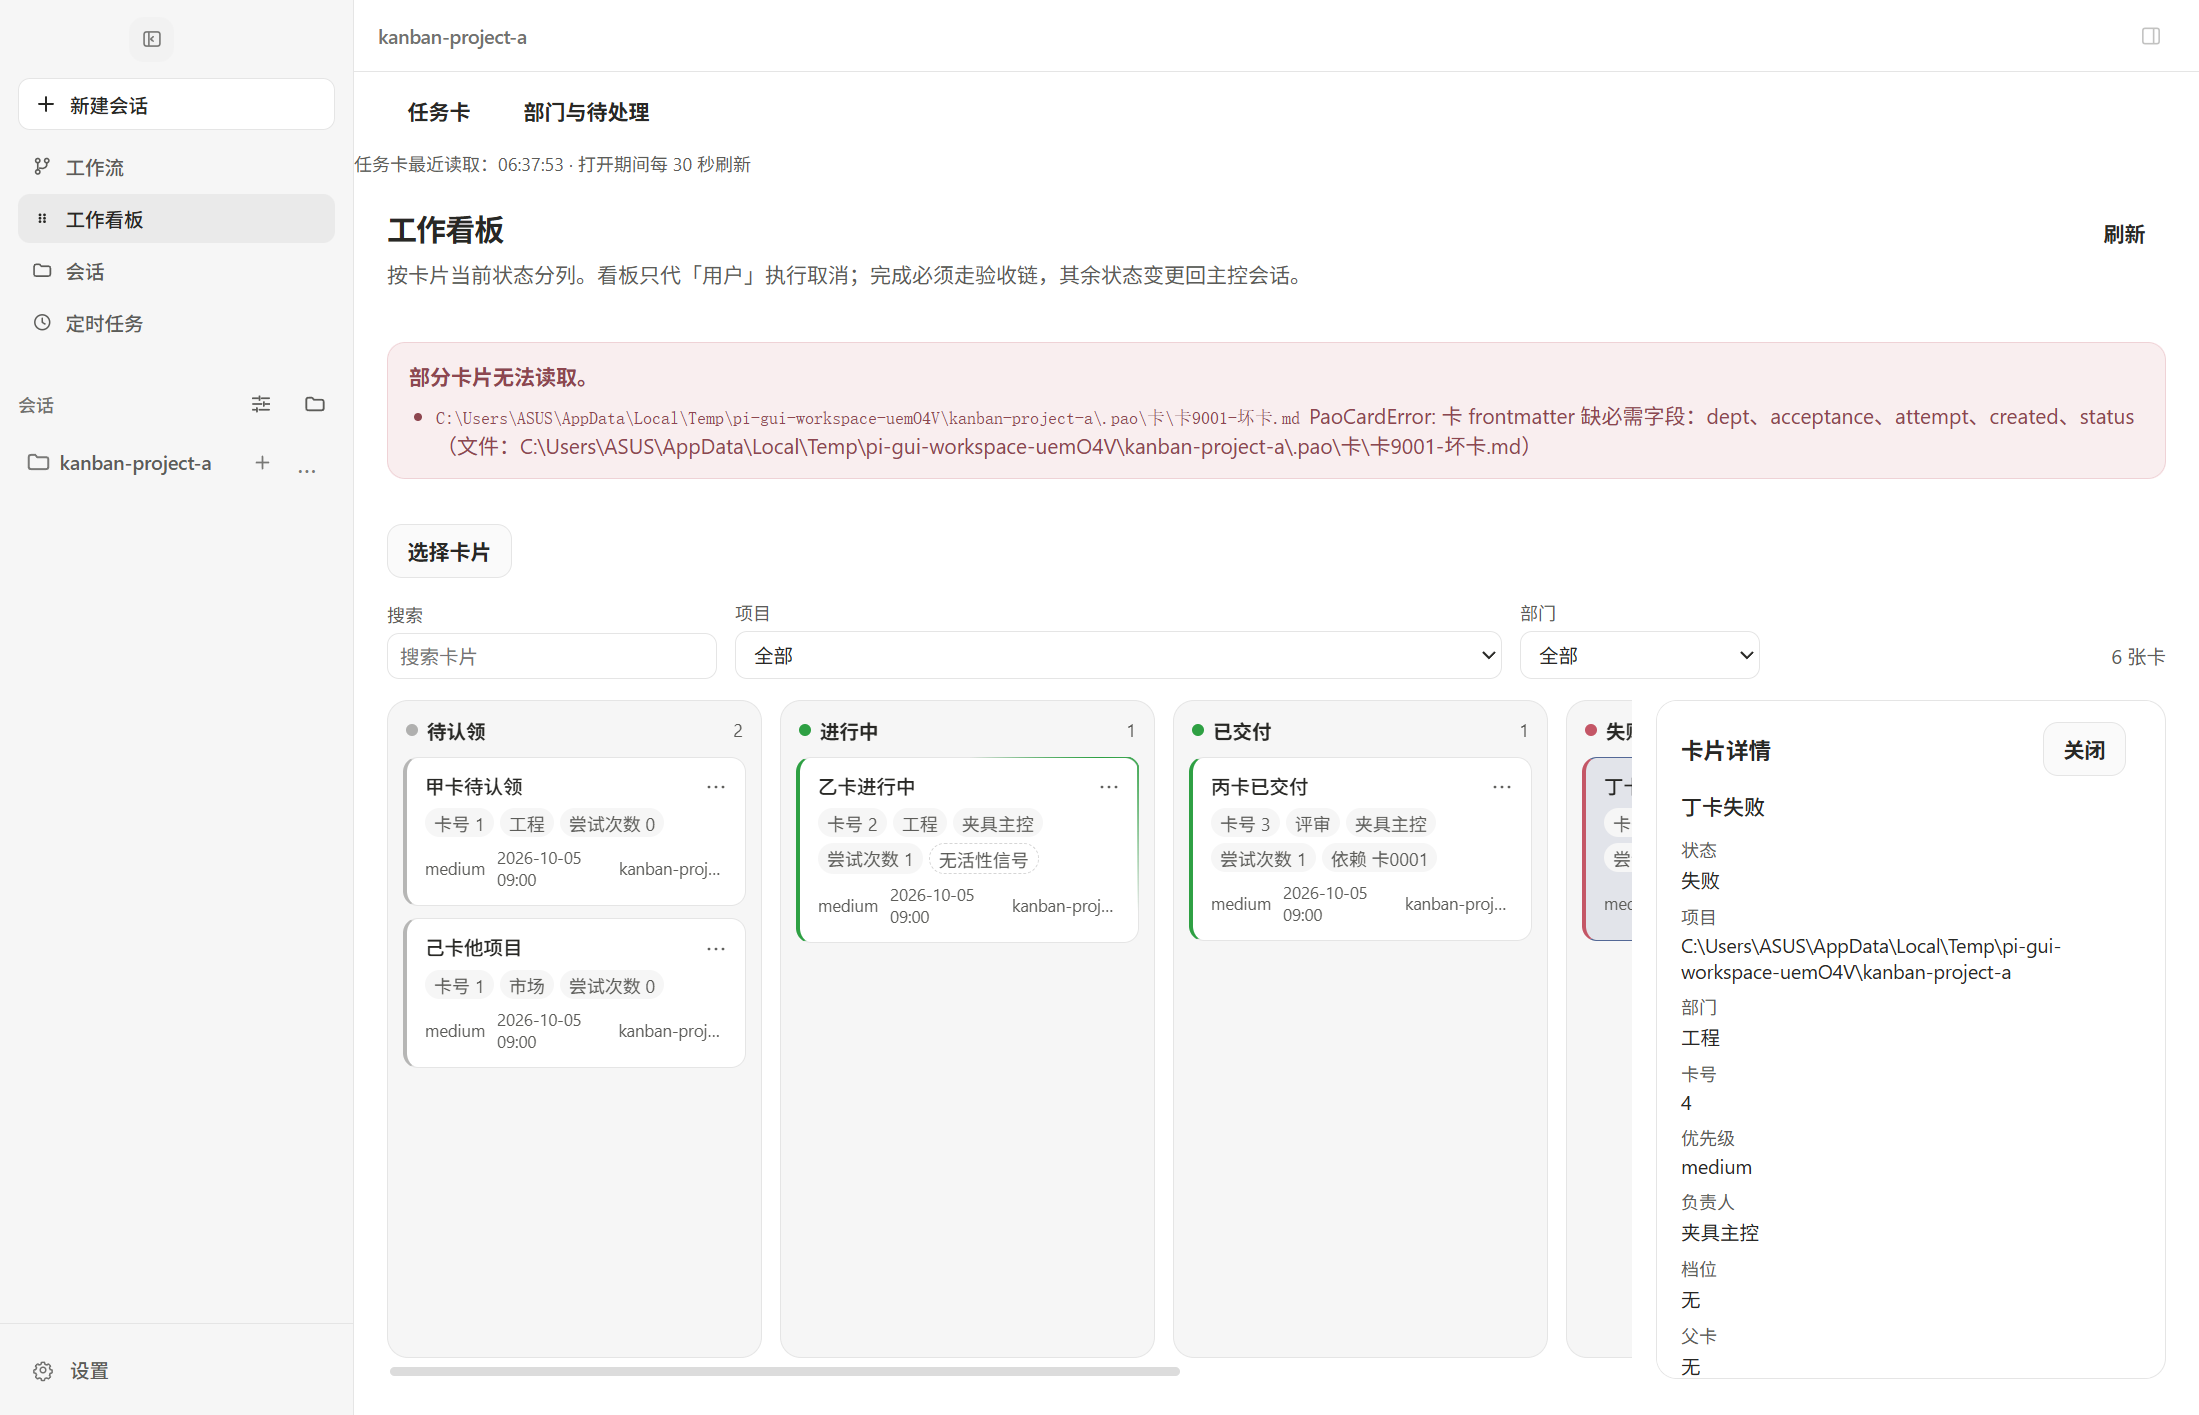 新建会话
工作流
工作看板
会话
定时任务
会话
kanban-project-a
设置
kanban-project-a
任务卡
部门与待处理
任务卡最近读取：06:37:53 · 打开期间每 30 秒刷新
工作看板
刷新
按卡片当前状态分列。看板只代「用户」执行取消；完成必须走验收链，其余状态变更回主控会话。
部分卡片无法读取。
C:\Users\ASUS\AppData\Local\Temp\pi-gui-workspace-uemO4V\kanban-project-a\.pao\卡\卡9001-坏卡.md PaoCardError: 卡 frontmatter 缺必需字段：dept、acceptance、attempt、created、status
（文件：C:\Users\ASUS\AppData\Local\Temp\pi-gui-workspace-uemO4V\kanban-project-a\.pao\卡\卡9001-坏卡.md）
选择卡片
搜索
项目
部门
搜索卡片
全部
全部
6 张卡
待认领 2
甲卡待认领 ...
卡号 1 工程 尝试次数 0
medium 2026-10-05 09:00 kanban-proj...
己卡他项目 ...
卡号 1 市场 尝试次数 0
medium 2026-10-05 09:00 kanban-proj...
进行中 1
乙卡进行中 ...
卡号 2 工程 夹具主控
尝试次数 1 无活性信号
medium 2026-10-05 09:00 kanban-proj...
已交付 1
丙卡已交付 ...
卡号 3 评审 夹具主控
尝试次数 1 依赖 卡0001
medium 2026-10-05 09:00 kanban-proj...
失
丁
卡
尝
med
卡片详情
关闭
丁卡失败
状态
失败
项目
C:\Users\ASUS\AppData\Local\Temp\pi-gui-
workspace-uemO4V\kanban-project-a
部门
工程
卡号
4
优先级
medium
负责人
夹具主控
档位
无
父卡
无